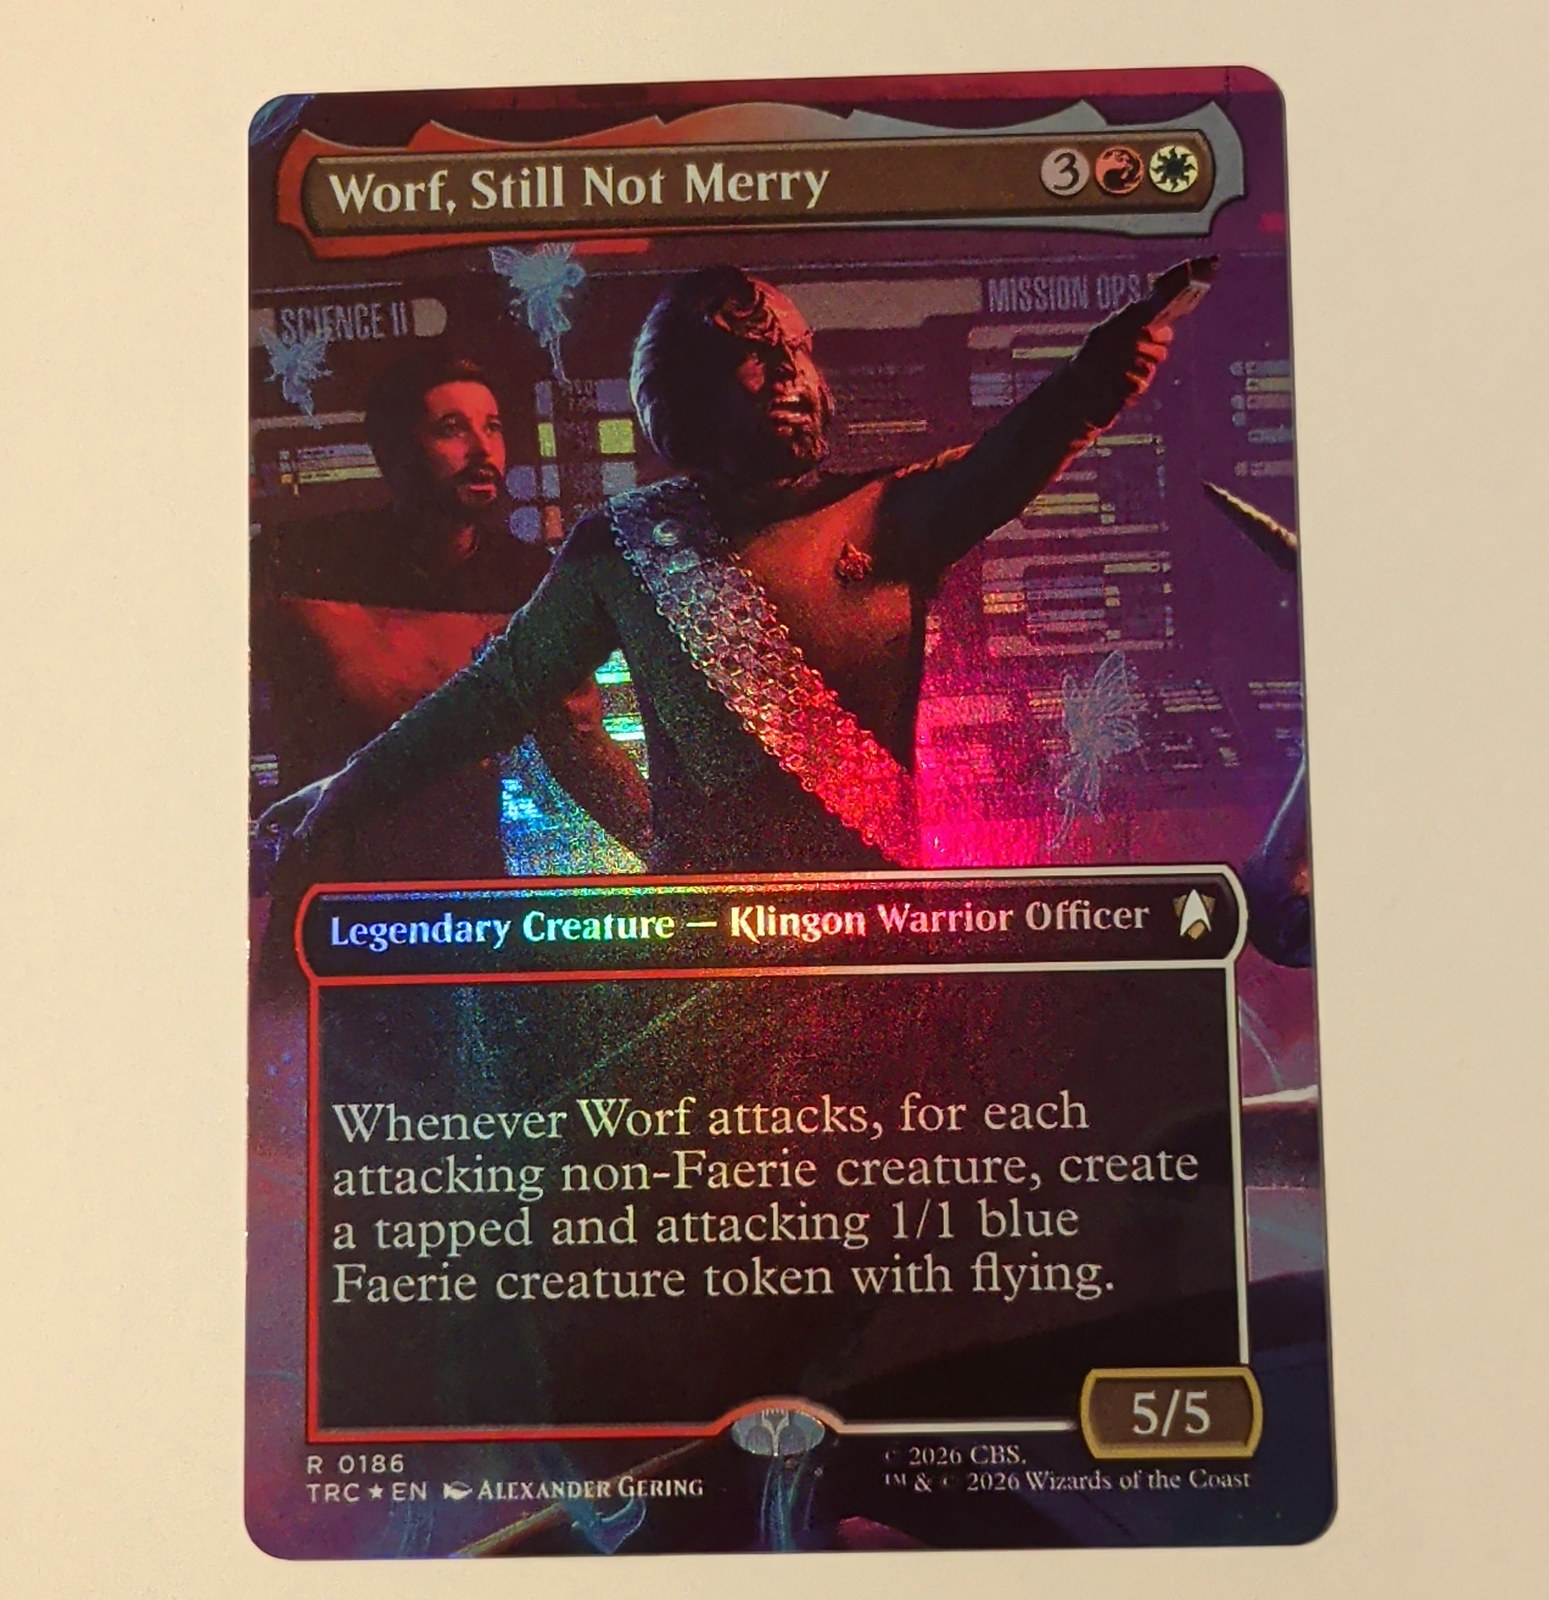 Worf, Still Not Merry 3
SCIENCE II
MISSION OPS
Legendary Creature — Klingon Warrior Officer
Whenever Worf attacks, for each
attacking non-Faerie creature, create
a tapped and attacking 1/1 blue
Faerie creature token with flying.
5/5
R 0186
TRC★EN ALEXANDER GERING
© 2026 CBS.
™ & © 2026 Wizards of the Coast